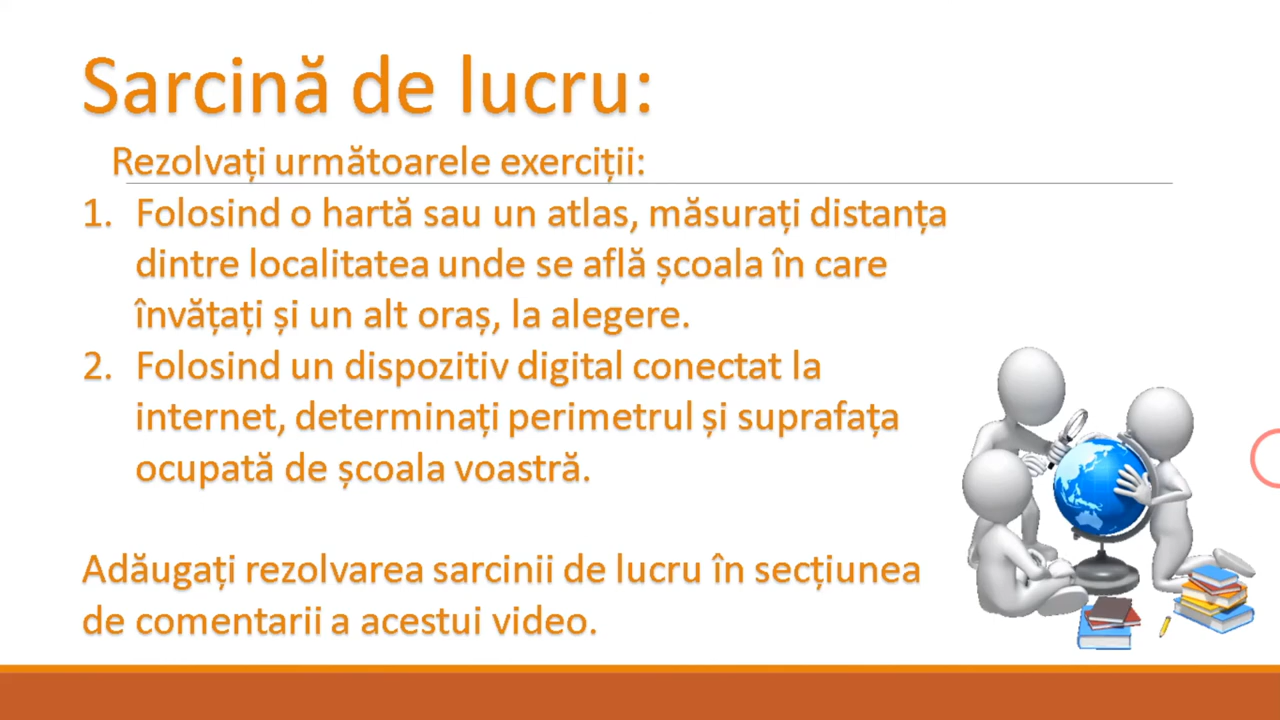 Sarcină de lucru:
Rezolvați următoarele exerciții:
1. Folosind o hartă sau un atlas, măsurați distanța
dintre localitatea unde se află școala în care
învățați și un alt oraș, la alegere.
2. Folosind un dispozitiv digital conectat la
internet, determinați perimetrul și suprafața
ocupată de școala voastră.
Adăugați rezolvarea sarcinii de lucru în secțiunea
de comentarii a acestui video.